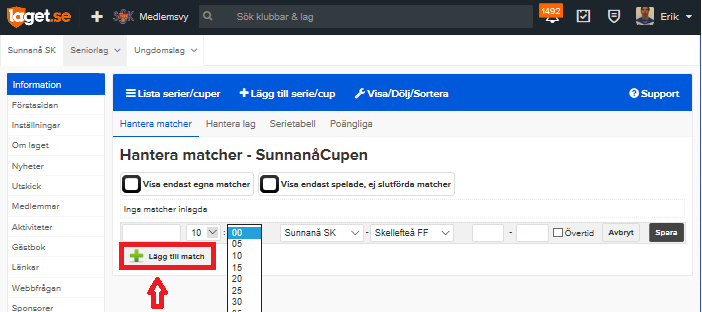 laget.se + SGK Medlemsvy Sök klubbar & lag 1492 Erik
Sunnanå SK Seniorlag Ungdomslag
Information
Förstasidan
Inställningar
Om laget
Nyheter
Utskick
Medlemmar
Aktiviteter
Gästbok
Länkar
Webbfrågan
Sponsorer
Lista serier/cuper Lägg till serie/cup Visa/Dölj/Sortera Support
Hantera matcher Hantera lag Serietabell Poängliga
Hantera matcher - SunnanåCupen
Visa endast egna matcher Visa endast spelade, ej slutförda matcher
Inga matcher inlagda
10 : 00 Sunnanå SK - Skellefteå FF - Övertid Avbryt Spara
05
10
15
20
25
30
Lägg till match